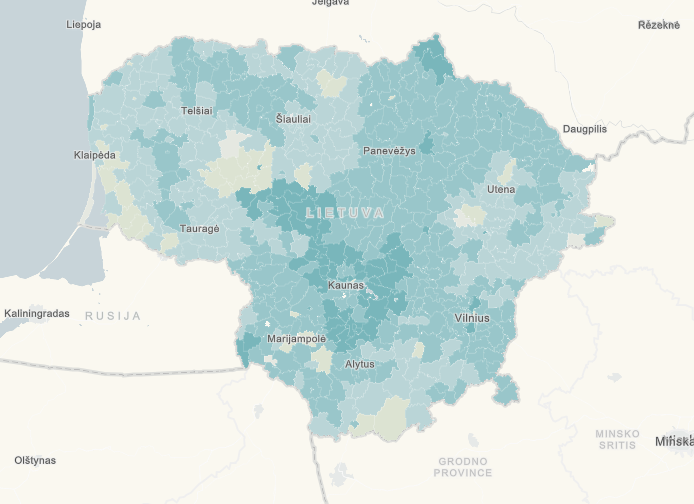 Jelgava
Liepoja
Rēzeknė
Telšiai
Šiauliai
Daugpilis
Panevėžys
Klaipėda
Utena
LIETUVA
Tauragė
Kaunas
Kaliningradas
RUSIJA
Vilnius
Marijampolė
Alytus
MINSKO
SRITIS
Minska
Olštynas
GRODNO
PROVINCE